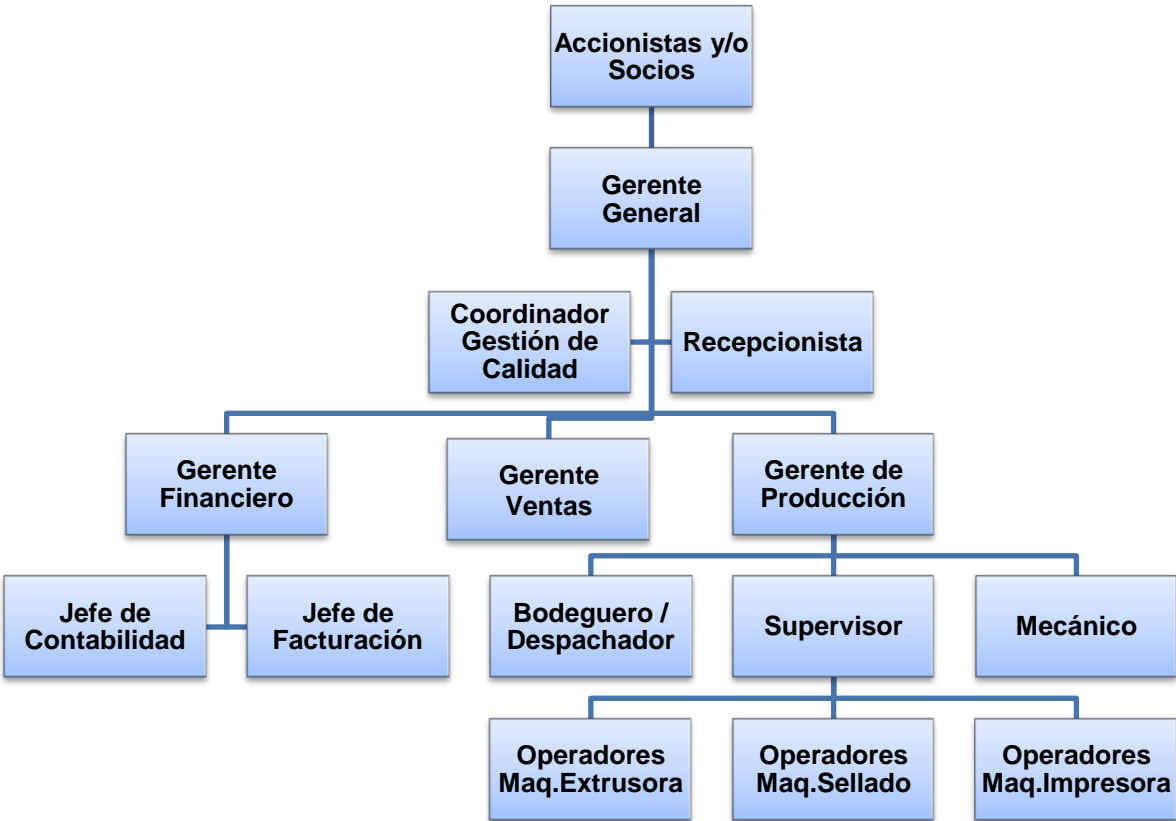 Accionistas y/o
Socios
Gerente
General
Coordinador
Gestión de
Calidad
Recepcionista
Gerente
Financiero
Gerente
Ventas
Gerente de
Producción
Jefe de
Contabilidad
Jefe de
Facturación
Bodeguero /
Despachador
Supervisor
Mecánico
Operadores
Maq.Extrusora
Operadores
Maq.Sellado
Operadores
Maq.Impresora